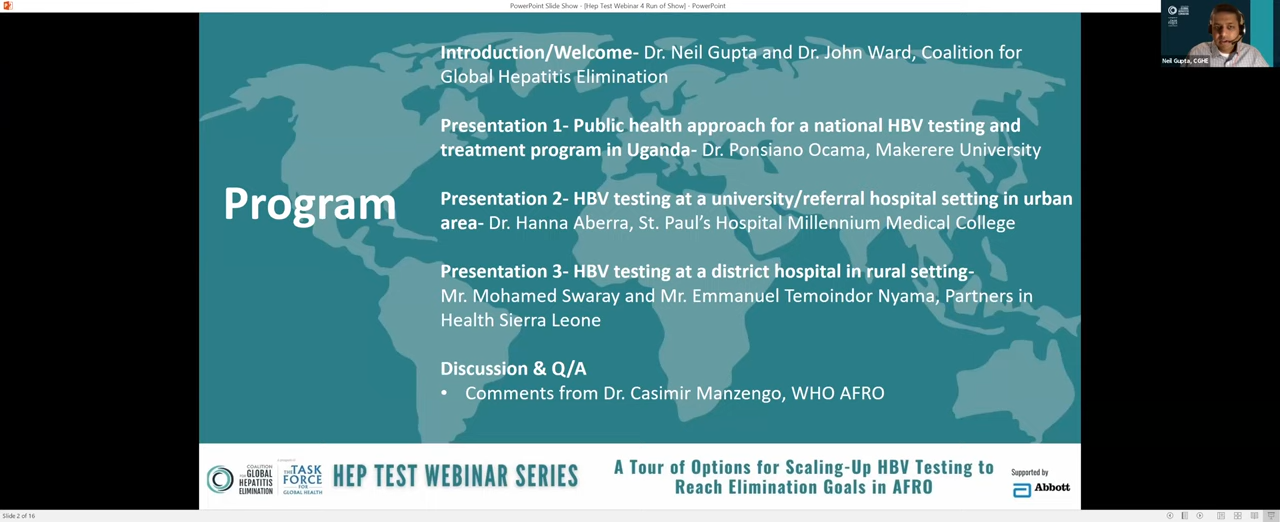 PowerPoint Slide Show - [Hep Test Webinar 4 Run of Show] - PowerPoint
Neil Gupta, CGHE
Program
Introduction/Welcome- Dr. Neil Gupta and Dr. John Ward, Coalition for
Global Hepatitis Elimination
Presentation 1- Public health approach for a national HBV testing and
treatment program in Uganda- Dr. Ponsiano Ocama, Makerere University
Presentation 2- HBV testing at a university/referral hospital setting in urban
area- Dr. Hanna Aberra, St. Paul's Hospital Millennium Medical College
Presentation 3- HBV testing at a district hospital in rural setting-
Mr. Mohamed Swaray and Mr. Emmanuel Temoindor Nyama, Partners in
Health Sierra Leone
Discussion & Q/A
• Comments from Dr. Casimir Manzengo, WHO AFRO
COALITION
FOR GLOBAL
HEPATITIS
ELIMINATION
THE TASK
FORCE
FOR
GLOBAL HEALTH
HEP TEST WEBINAR SERIES
A Tour of Options for Scaling-Up HBV Testing to
Reach Elimination Goals in AFRO
Supported by
Abbott
Slide 2 of 16